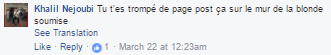 Khalil Nejoubi Tu t'es trompé de page post ça sur le mur de la blonde
soumise
See Translation
Like · Reply · 1 · March 22 at 12:23am